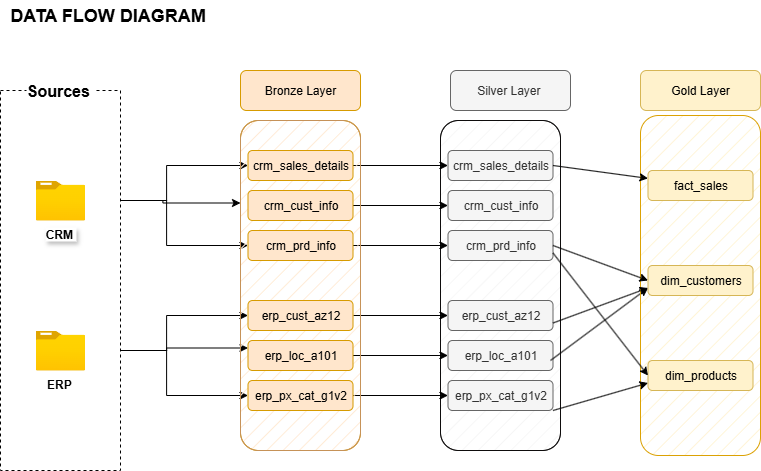 DATA FLOW DIAGRAM
Sources
Bronze Layer
Silver Layer
Gold Layer
CRM
ERP
crm_sales_details
crm_cust_info
crm_prd_info
erp_cust_az12
erp_loc_a101
erp_px_cat_g1v2
crm_sales_details
crm_cust_info
crm_prd_info
erp_cust_az12
erp_loc_a101
erp_px_cat_g1v2
fact_sales
dim_customers
dim_products